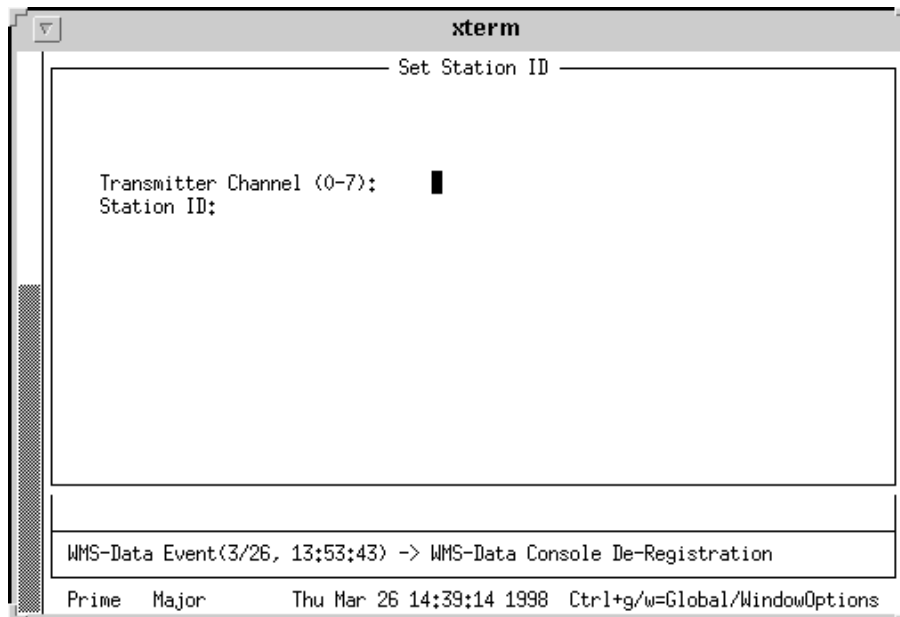 xterm
Set Station ID
Transmitter Channel (0-7):
Station ID:
WMS-Data Event(3/26, 13:53:43) -> WMS-Data Console De-Registration
Prime Major Thu Mar 26 14:39:14 1998 Ctrl+g/w=Global/WindowOptions